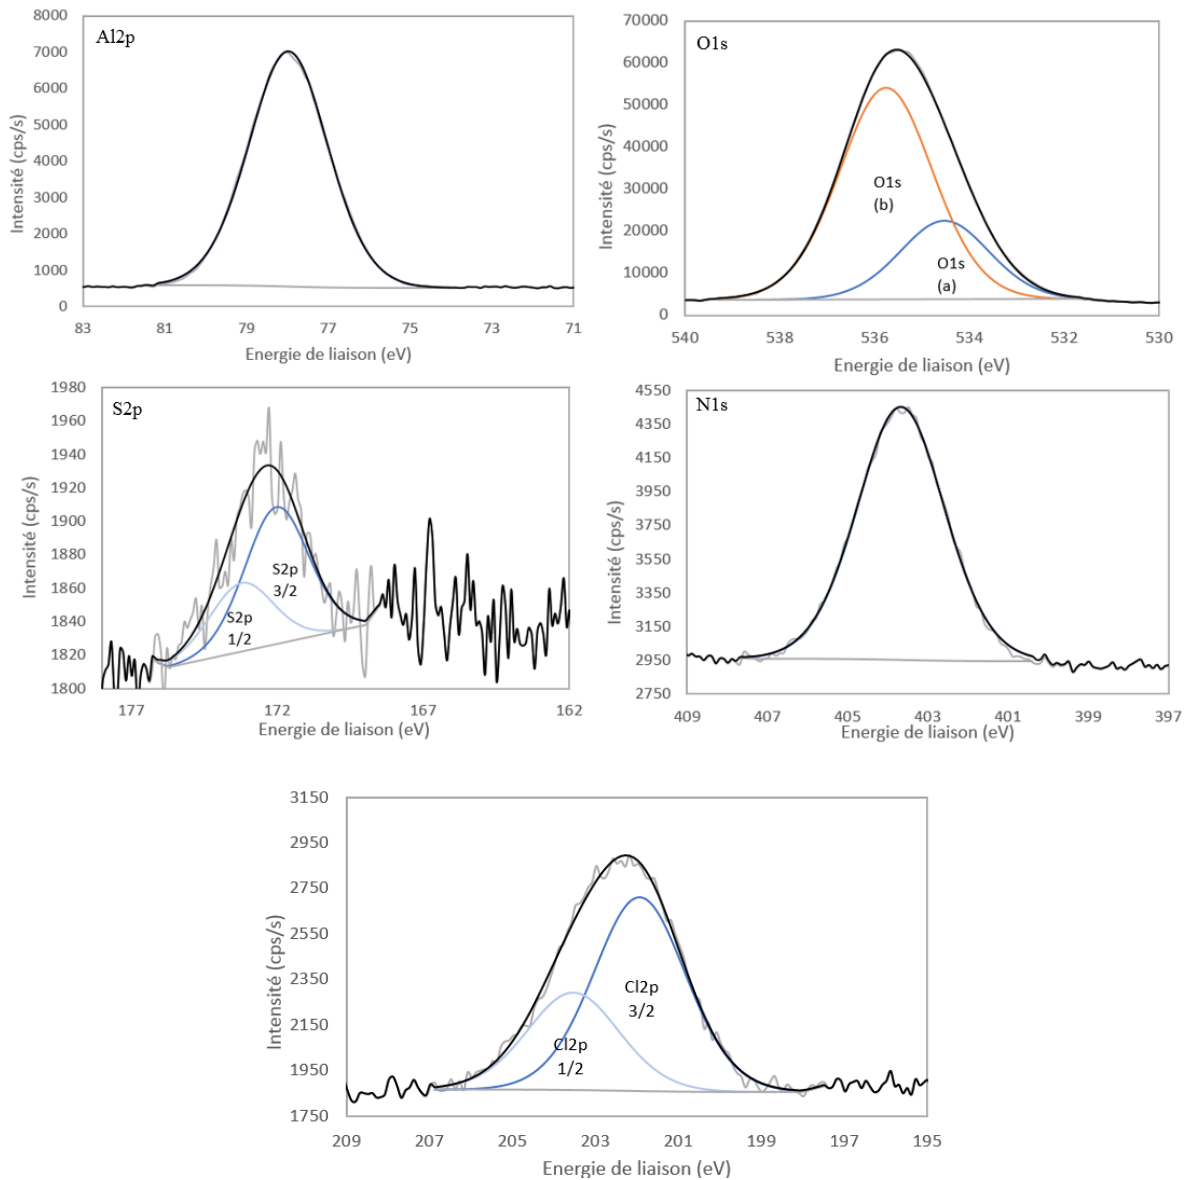 Al2p
Intensité (cps/s)
8000
7000
6000
5000
4000
3000
2000
1000
0
83 81 79 77 75 73 71
Energie de liaison (eV)
O1s
Intensité (cps/s)
70000
60000
50000
40000
30000
20000
10000
0
O1s
(b)
O1s
(a)
540 538 536 534 532 530
Energie de liaison (eV)
S2p
Intensité (cps/s)
1980
1960
1940
1920
1900
1880
1860
1840
1820
1800
S2p
3/2
S2p
1/2
177 172 167 162
Energie de liaison (eV)
N1s
Intensité (cps/s)
4550
4350
4150
3950
3750
3550
3350
3150
2950
2750
409 407 405 403 401 399 397
Energie de liaison (eV)
Intensité (cps/s)
3150
2950
2750
2550
2350
2150
1950
1750
Cl2p
3/2
Cl2p
1/2
209 207 205 203 201 199 197 195
Energie de liaison (eV)